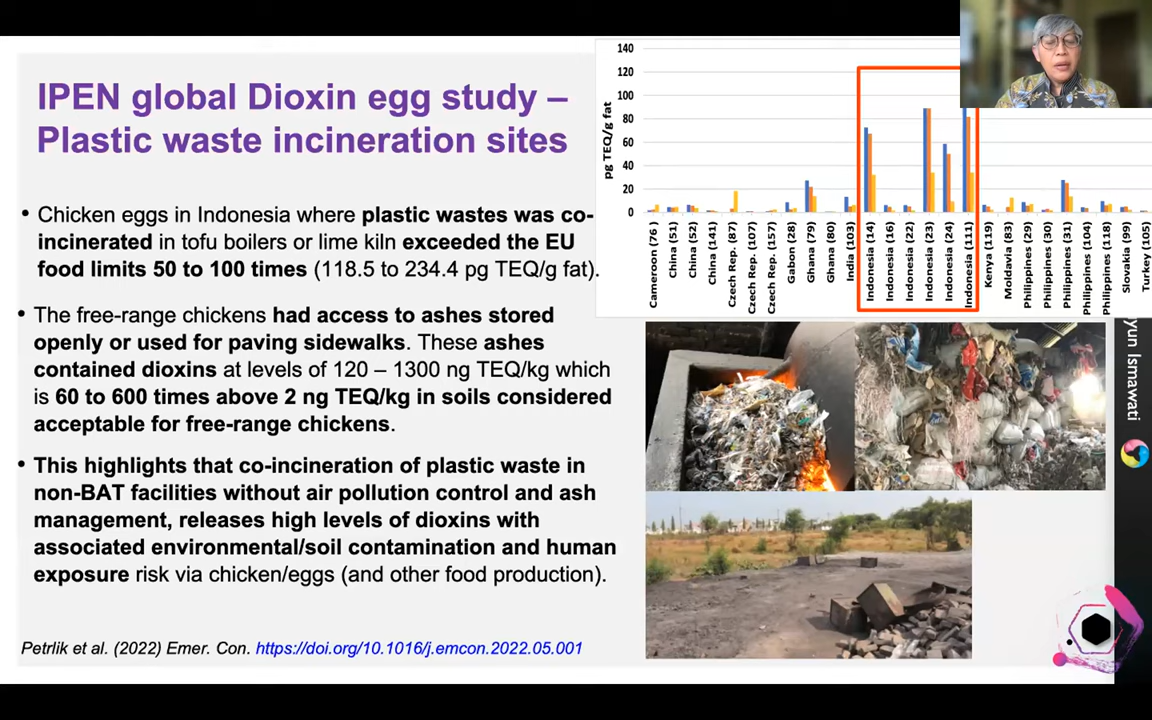 IPEN global Dioxin egg study –
Plastic waste incineration sites
• Chicken eggs in Indonesia where plastic wastes was co-
incinerated in tofu boilers or lime kiln exceeded the EU
food limits 50 to 100 times (118.5 to 234.4 pg TEQ/g fat).
• The free-range chickens had access to ashes stored
openly or used for paving sidewalks. These ashes
contained dioxins at levels of 120 – 1300 ng TEQ/kg which
is 60 to 600 times above 2 ng TEQ/kg in soils considered
acceptable for free-range chickens.
• This highlights that co-incineration of plastic waste in
non-BAT facilities without air pollution control and ash
management, releases high levels of dioxins with
associated environmental/soil contamination and human
exposure risk via chicken/eggs (and other food production).
Petrlik et al. (2022) Emer. Con. https://doi.org/10.1016/j.emcon.2022.05.001
pg TEQ/g fat
140
120
100
80
60
40
20
0
Cameroon (76 )
China (51)
China (52)
China (141)
Czech Rep. (87)
Czech Rep. (107)
Czech Rep. (157)
Gabon (28)
Ghana (79)
Ghana (80)
India (103)
Indonesia (14)
Indonesia (16)
Indonesia (22)
Indonesia (23)
Indonesia (24)
Indonesia (111)
Kenya (119)
Moldavia (83)
Philippines (29)
Philippines (30)
Philippines (31)
Philippines (104)
Philippines (118)
Slovakia (99)
Turkey (105)
yun Ismawati